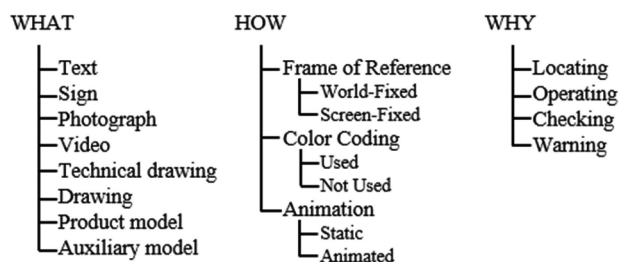 WHAT
Text
Sign
Photograph
Video
Technical drawing
Drawing
Product model
Auxiliary model
HOW
Frame of Reference
World-Fixed
Screen-Fixed
Color Coding
Used
Not Used
Animation
Static
Animated
WHY
Locating
Operating
Checking
Warning